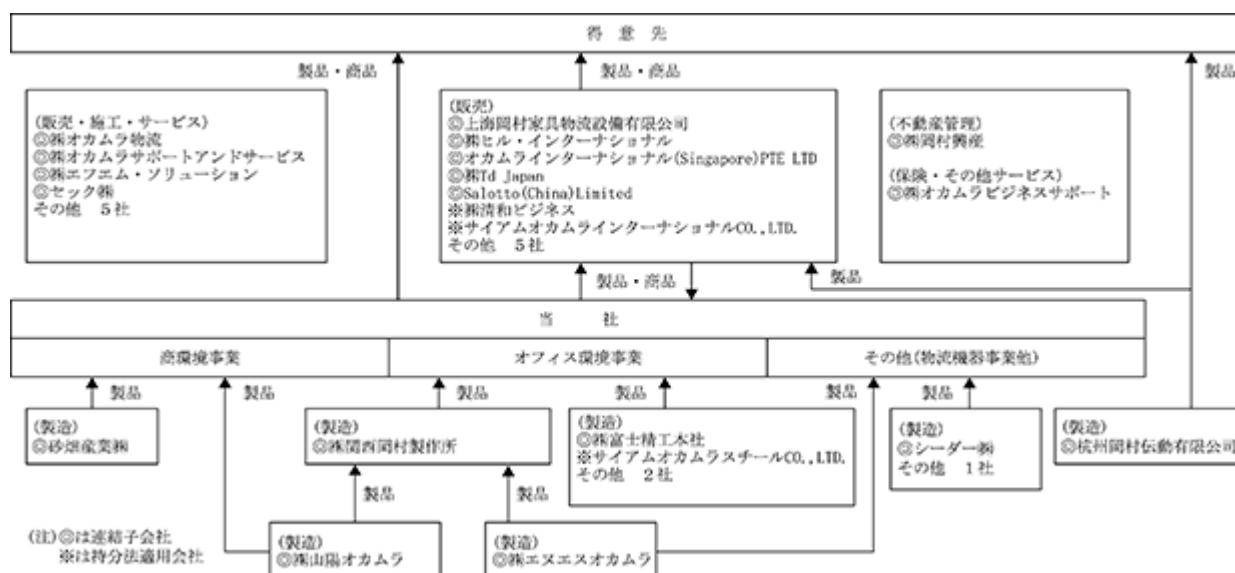 得 意 先
製品・商品
製品・商品
製品
(販売・施工・サービス)
◎㈱オカムラ物流
◎㈱オカムラサポートアンドサービス
◎㈱エフエム・ソリューション
◎セック㈱
その他 5社
(販売)
◎上海岡村家具物流設備有限公司
◎㈱ヒル・インターナショナル
◎オカムラインターナショナル(Singapore)PTE LTD
◎㈱Td Japan
◎Salotto(China)Limited
※㈱清和ビジネス
※サイアムオカムラインターナショナルCO.,LTD.
その他 5社
(不動産管理)
◎㈱岡村興産
(保険・その他サービス)
◎㈱オカムラビジネスサポート
製品・商品
製品
当 社
商環境事業
オフィス環境事業
その他(物流機器事業他)
製品
製品
製品
製品
製品
製品
(製造)
◎砂畑産業㈱
(製造)
◎㈱関西岡村製作所
(製造)
◎㈱富士精工本社
※サイアムオカムラスチールCO.,LTD.
その他 2社
(製造)
◎シーダー㈱
その他 1社
(製造)
◎杭州岡村伝動有限公司
製品
製品
(製造)
◎㈱山陽オカムラ
(製造)
◎㈱エヌエスオカムラ
(注)◎は連結子会社
※は持分法適用会社